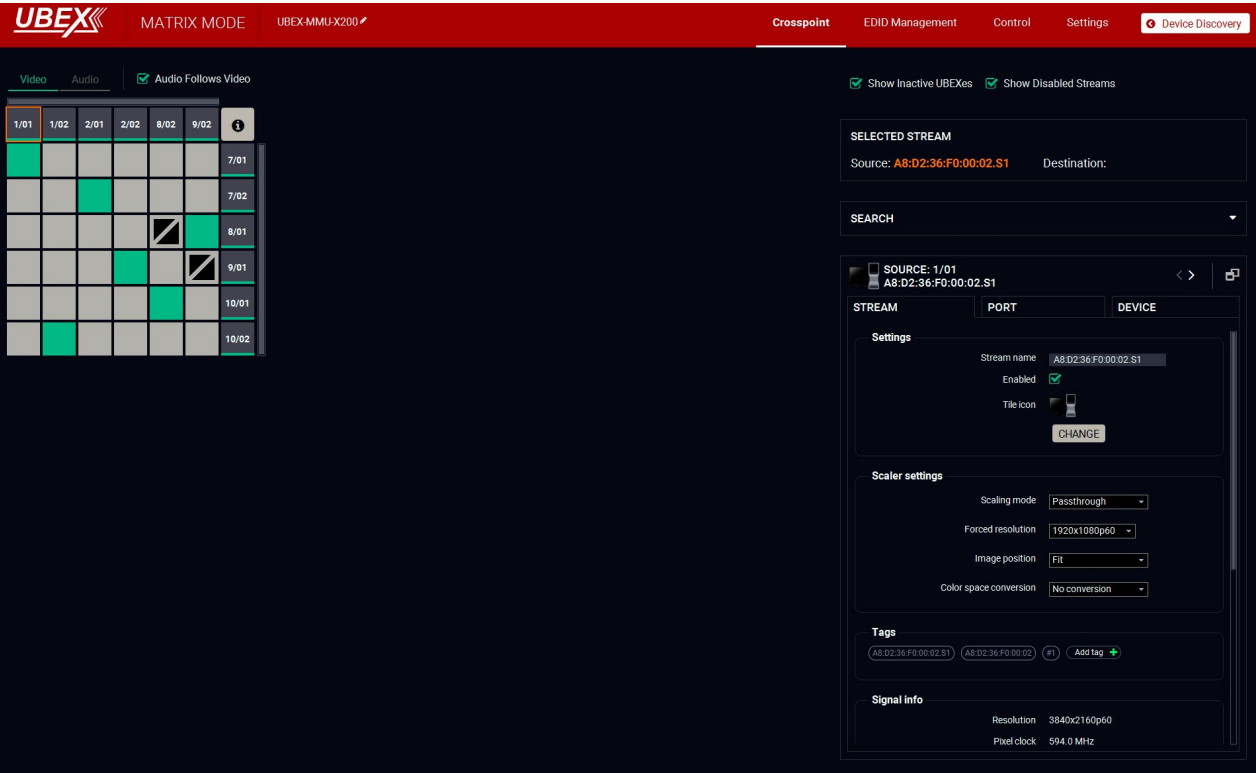 UBEX MATRIX MODE UBEX-MMU-X200 Crosspoint EDID Management Control Settings Device Discovery
Video Audio Audio Follows Video
Show Inactive UBEXes Show Disabled Streams
1/01 1/02 2/01 2/02 8/02 9/02
7/01
7/02
8/01
9/01
10/01
10/02
SELECTED STREAM
Source: A8:D2:36:F0:00:02.S1 Destination:
SEARCH
SOURCE: 1/01
A8:D2:36:F0:00:02.S1
STREAM PORT DEVICE
Settings
Stream name A8:D2:36:F0:00:02.S1
Enabled
Tile icon
CHANGE
Scaler settings
Scaling mode Passthrough
Forced resolution 1920x1080p60
Image position Fit
Color space conversion No conversion
Tags
A8:D2:36:F0:00:02.S1 A8:D2:36:F0:00:02 #1 Add tag +
Signal info
Resolution 3840x2160p60
Pixel clock 594.0 MHz